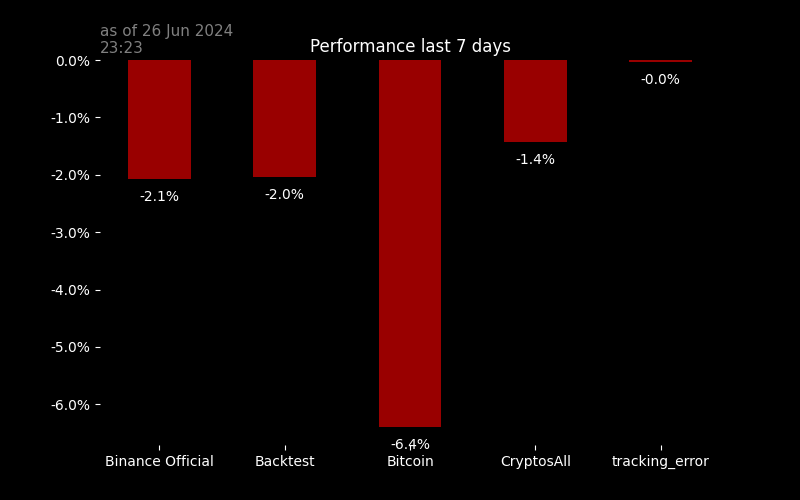 as of 26 Jun 2024
23:23
Performance last 7 days
0.0%
-1.0%
-2.0%
-3.0%
-4.0%
-5.0%
-6.0%
-2.1%
-2.0%
-6.4%
-1.4%
-0.0%
Binance Official
Backtest
Bitcoin
CryptosAll
tracking_error